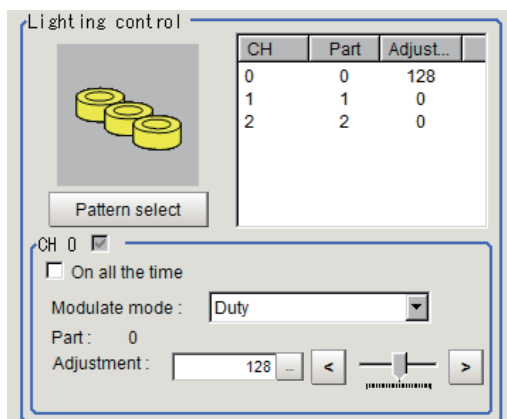 Lighting control
CH Part Adjust...
0 0 128
1 1 0
2 2 0
Pattern select
CH 0
On all the time
Modulate mode : Duty
Part : 0
Adjustment : 128 ... < >